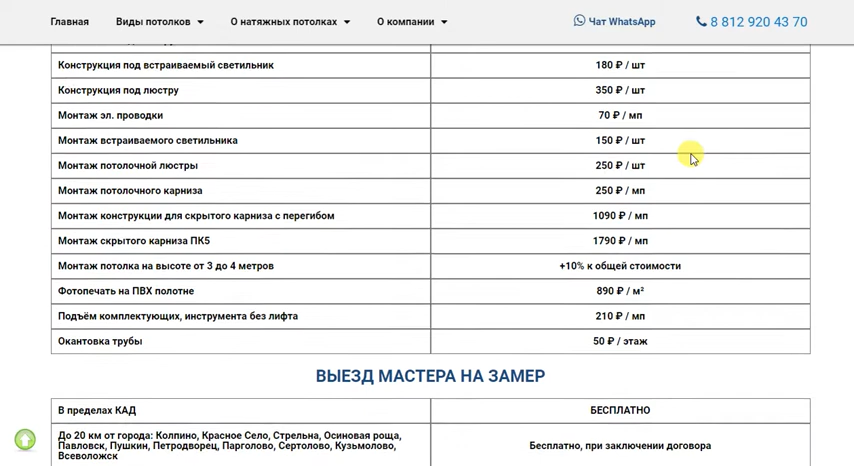 Главная Виды потолков О натяжных потолках О компании Чат WhatsApp 8 812 920 43 70
Конструкция под встраиваемый светильник 180 ₽ / шт
Конструкция под люстру 350 ₽ / шт
Монтаж эл. проводки 70 ₽ / мп
Монтаж встраиваемого светильника 150 ₽ / шт
Монтаж потолочной люстры 250 ₽ / шт
Монтаж потолочного карниза 250 ₽ / мп
Монтаж конструкции для скрытого карниза с перегибом 1090 ₽ / мп
Монтаж скрытого карниза ПК5 1790 ₽ / мп
Монтаж потолка на высоте от 3 до 4 метров +10% к общей стоимости
Фотопечать на ПВХ полотне 890 ₽ / м²
Подъём комплектующих, инструмента без лифта 210 ₽ / мп
Окантовка трубы 50 ₽ / этаж
ВЫЕЗД МАСТЕРА НА ЗАМЕР
В пределах КАД БЕСПЛАТНО
До 20 км от города: Колпино, Красное Село, Стрельна, Осиновая роща,
Павловск, Пушкин, Петродворец, Парголово, Сертолово, Кузьмолово,
Всеволожск
Бесплатно, при заключении договора